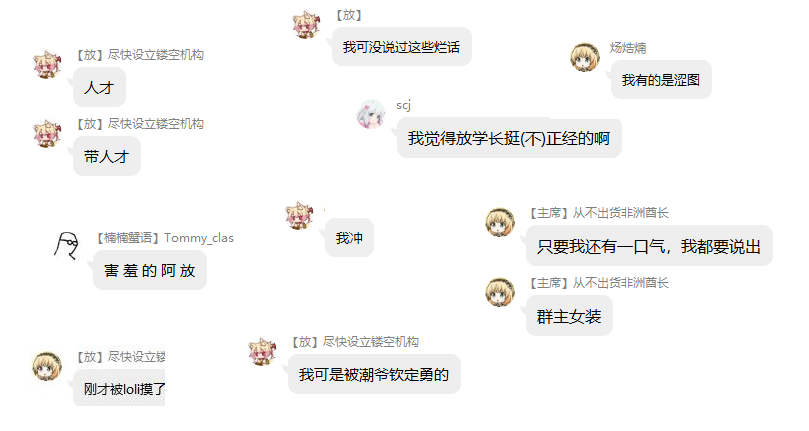 【放】
我可没说过这些烂话
【放】尽快设立镂空机构
人才
炀焅煵
我有的是涩图
scj
我觉得放学长挺(不)正经的啊
【放】尽快设立镂空机构
带人才
【楠楠蟹语】Tommy_clas
害 羞 的 阿 放
我冲
【主席】从不出货非洲酋长
只要我还有一口气，我都要说出
【主席】从不出货非洲酋长
群主女装
【放】尽快设立镂
刚才被loli摸了
【放】尽快设立镂空机构
我可是被潮爷钦定勇的